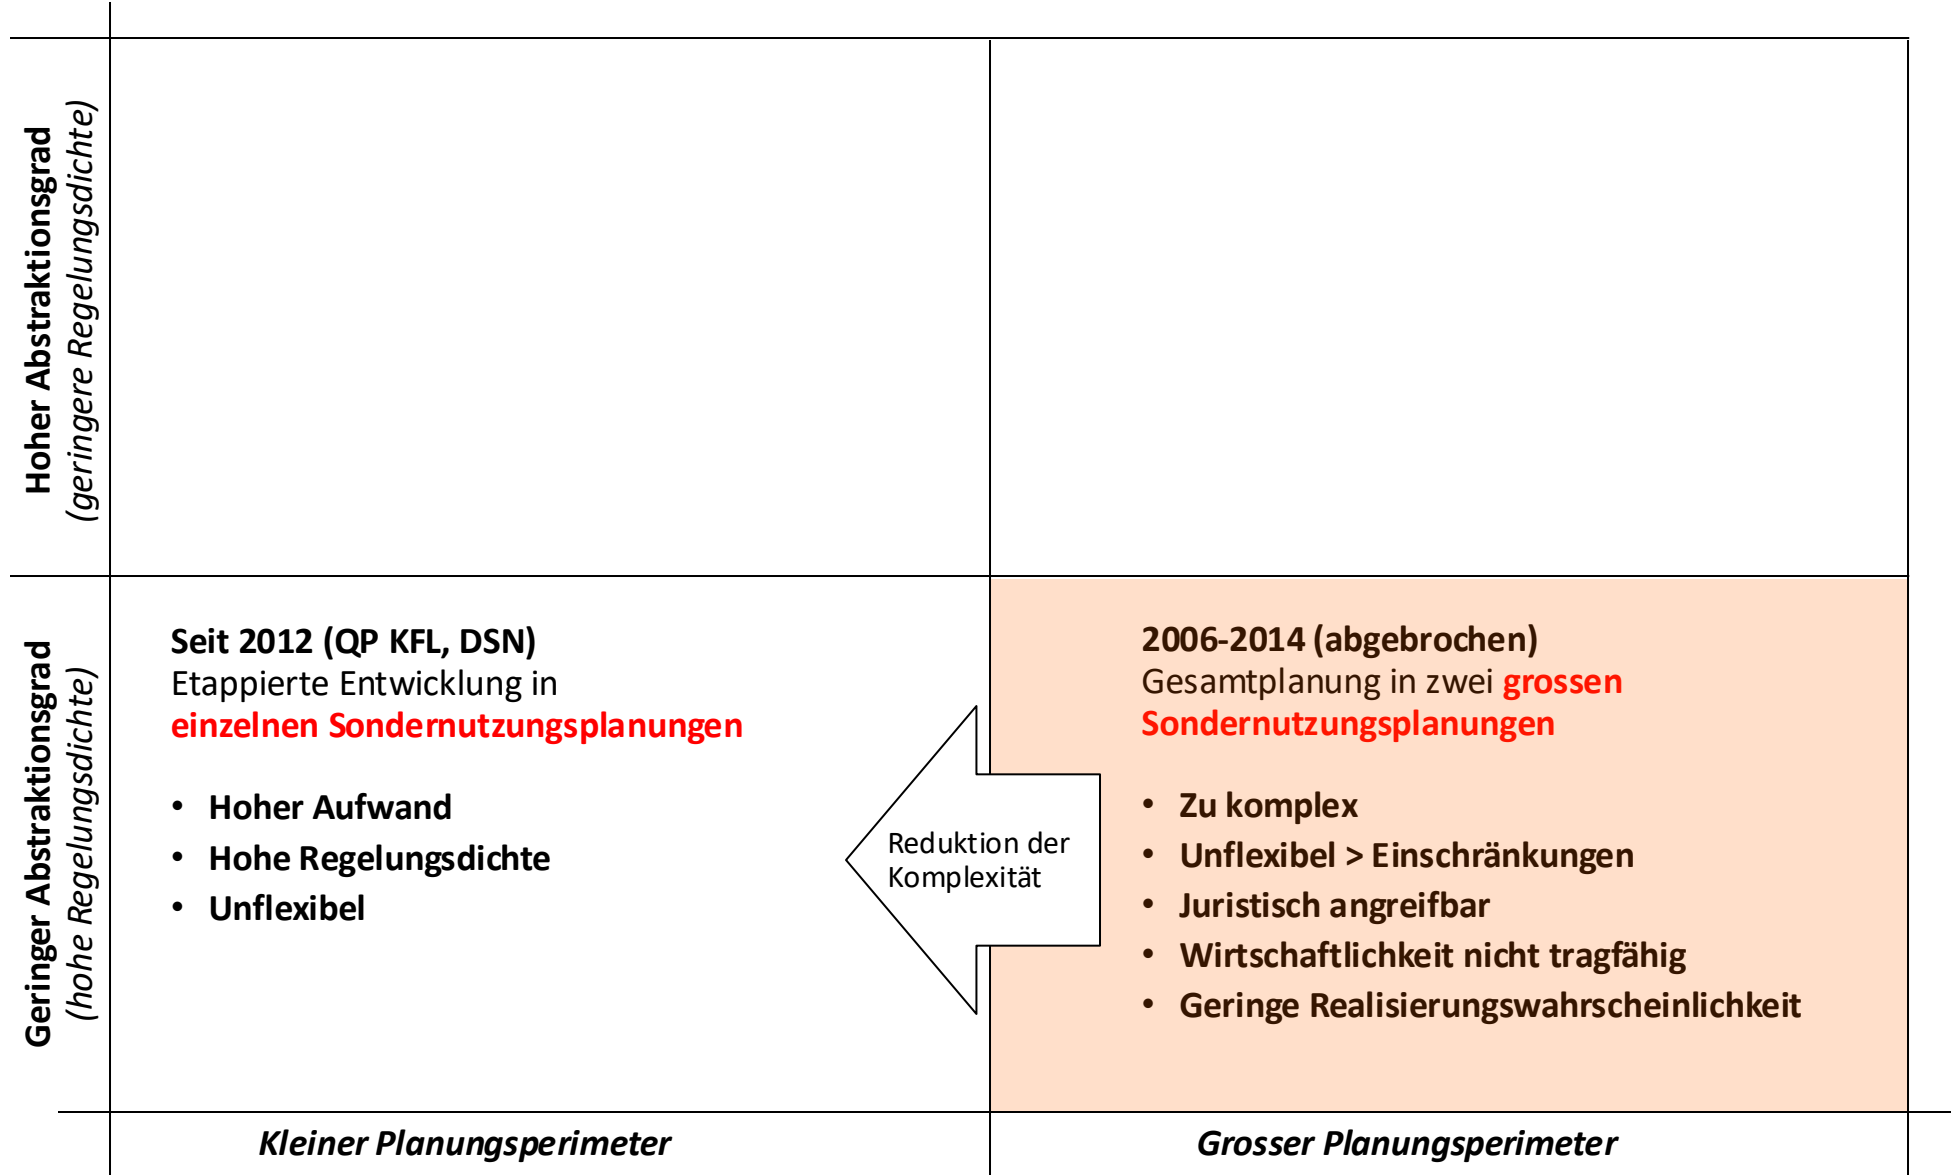 Hoher Abstraktionsgrad
(geringere Regelungsdichte)
Geringer Abstraktionsgrad
(hohe Regelungsdichte)
Seit 2012 (QP KFL, DSN)
Etappierte Entwicklung in
einzelnen Sondernutzungsplanungen
• Hoher Aufwand
• Hohe Regelungsdichte
• Unflexibel
Reduktion der
Komplexität
2006-2014 (abgebrochen)
Gesamtplanung in zwei grossen
Sondernutzungsplanungen
• Zu komplex
• Unflexibel > Einschränkungen
• Juristisch angreifbar
• Wirtschaftlichkeit nicht tragfähig
• Geringe Realisierungswahrscheinlichkeit
Kleiner Planungsperimeter
Grosser Planungsperimeter